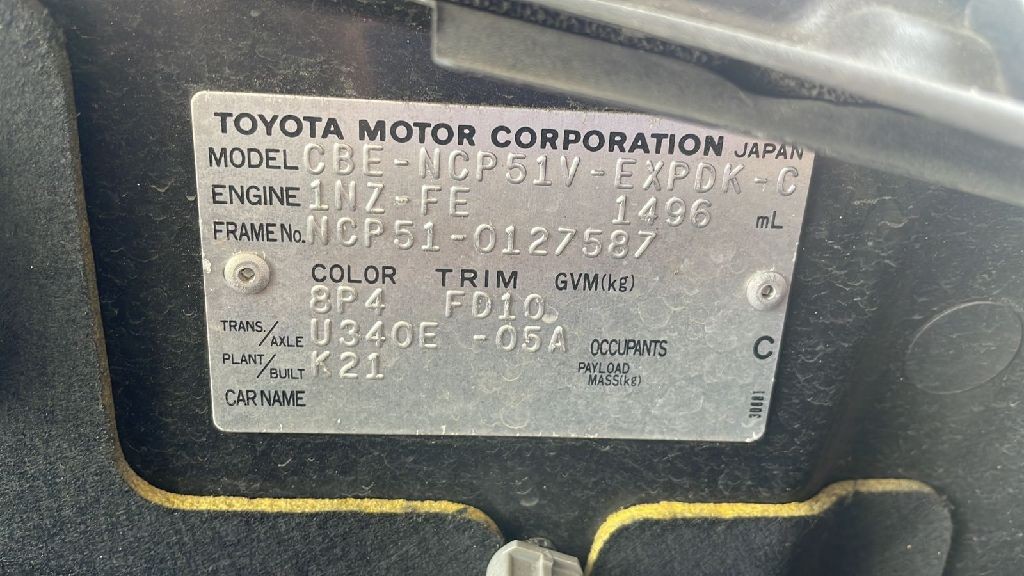 TOYOTA MOTOR CORPORATION JAPAN
MODEL CBE-NCP51V-EXPDK-C
ENGINE 1NZ-FE 1496 mL
FRAME No. NCP51-0127587
COLOR TRIM GVM(kg)
8P4 FD10
TRANS./AXLE U340E -05A OCCUPANTS C
PLANT/BUILT K21 PAYLOAD MASS(kg)
CAR NAME